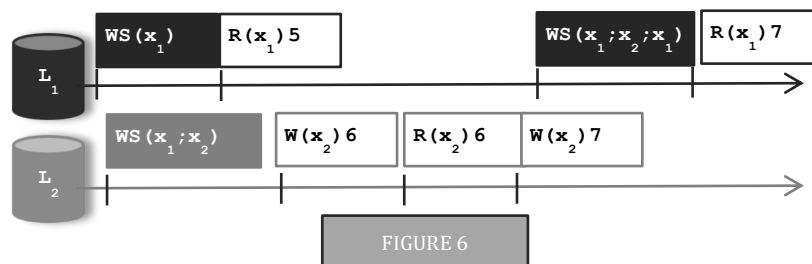 WS(x₁) R(x₁)5 WS(x₁;x₂;x₁) R(x₁)7
L₁
WS(x₁;x₂) W(x₂)6 R(x₂)6 W(x₂)7
L₂
FIGURE 6